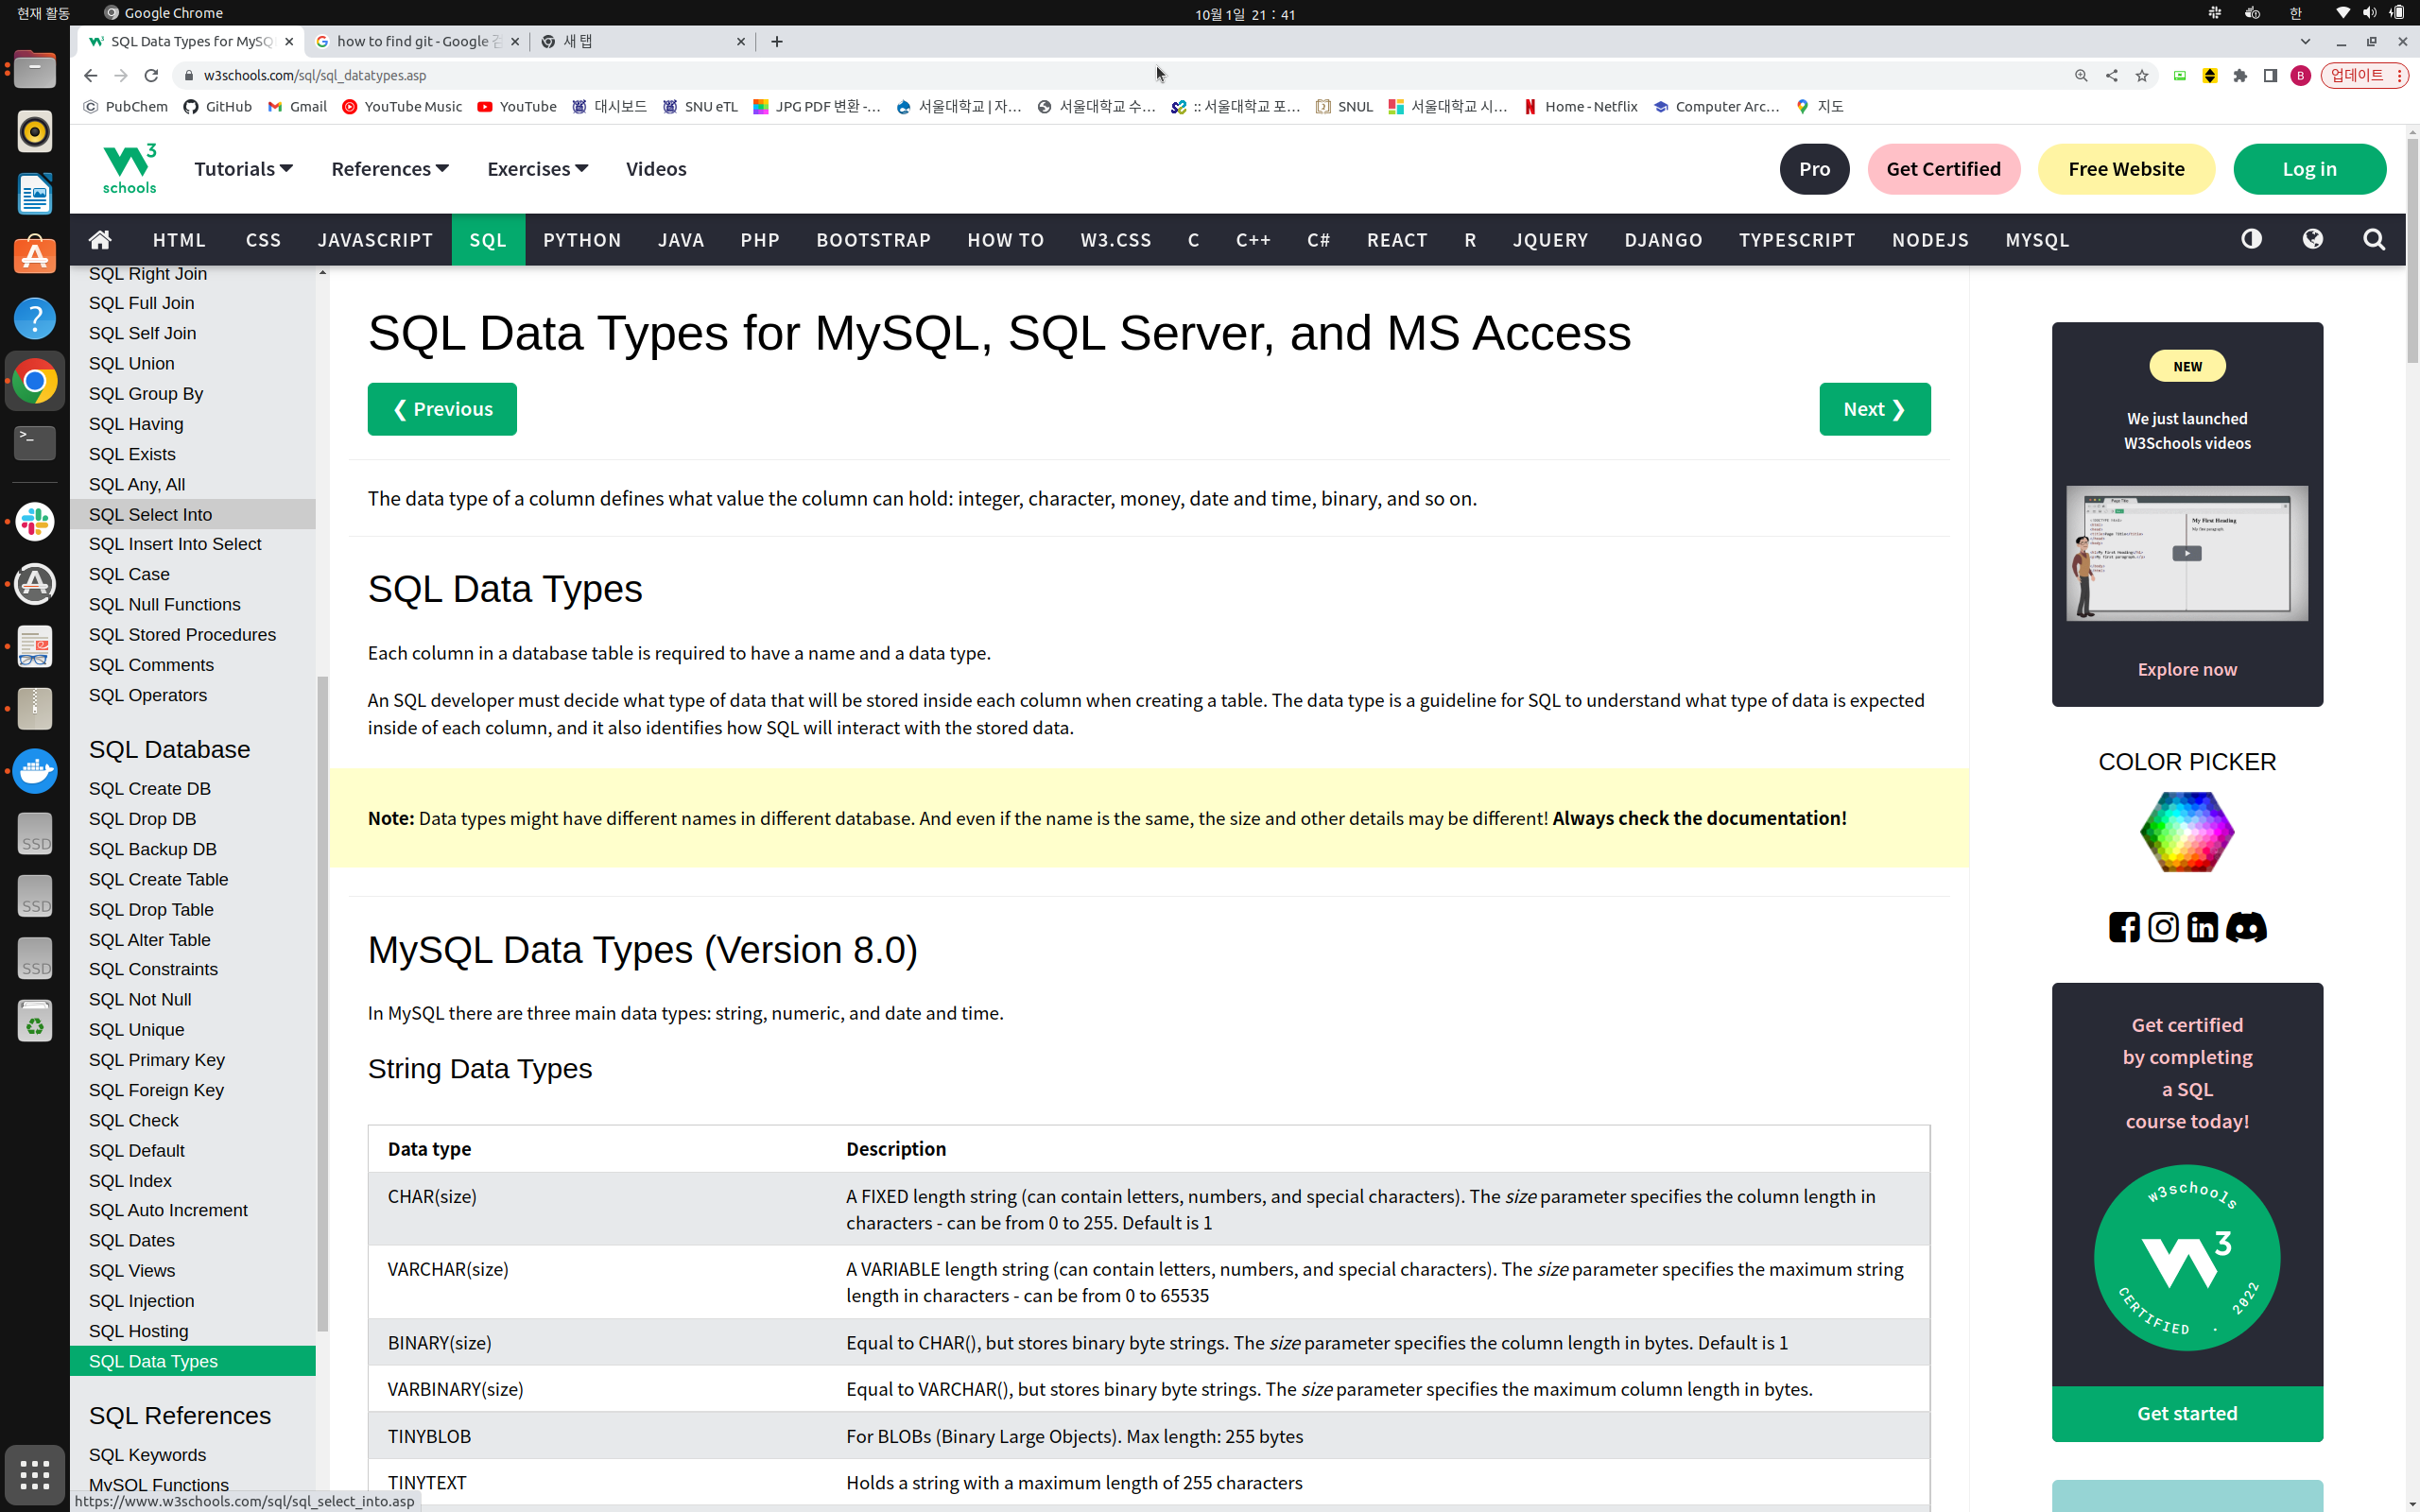 현재 활동
Google Chrome
10월 1일 21 : 41
한
SQL Data Types for MySQ
how to find git - Google 검
새 탭
w3schools.com/sql/sql_datatypes.asp
B
업데이트
PubChem
GitHub
Gmail
YouTube Music
YouTube
대시보드
SNU eTL
JPG PDF 변환 -...
서울대학교 | 자...
서울대학교 수...
:: 서울대학교 포...
SNUL
서울대학교 시...
Home - Netflix
Computer Arc...
지도
W3 schools
Tutorials
References
Exercises
Videos
Pro
Get Certified
Free Website
Log in
HTML
CSS
JAVASCRIPT
SQL
PYTHON
JAVA
PHP
BOOTSTRAP
HOW TO
W3.CSS
C
C++
C#
REACT
R
JQUERY
DJANGO
TYPESCRIPT
NODEJS
MYSQL
SQL Right Join
SQL Full Join
SQL Self Join
SQL Union
SQL Group By
SQL Having
SQL Exists
SQL Any, All
SQL Select Into
SQL Insert Into Select
SQL Case
SQL Null Functions
SQL Stored Procedures
SQL Comments
SQL Operators
SQL Database
SQL Create DB
SQL Drop DB
SQL Backup DB
SQL Create Table
SQL Drop Table
SQL Alter Table
SQL Constraints
SQL Not Null
SQL Unique
SQL Primary Key
SQL Foreign Key
SQL Check
SQL Default
SQL Index
SQL Auto Increment
SQL Dates
SQL Views
SQL Injection
SQL Hosting
SQL Data Types
SQL References
SQL Keywords
MySQL Functions
https://www.w3schools.com/sql/sql_select_into.asp
SSD
SSD
SSD
SQL Data Types for MySQL, SQL Server, and MS Access
❮ Previous
Next ❯
The data type of a column defines what value the column can hold: integer, character, money, date and time, binary, and so on.
SQL Data Types
Each column in a database table is required to have a name and a data type.
An SQL developer must decide what type of data that will be stored inside each column when creating a table. The data type is a guideline for SQL to understand what type of data is expected
inside of each column, and it also identifies how SQL will interact with the stored data.
Note: Data types might have different names in different database. And even if the name is the same, the size and other details may be different! Always check the documentation!
MySQL Data Types (Version 8.0)
In MySQL there are three main data types: string, numeric, and date and time.
String Data Types
Data type
Description
CHAR(size)
A FIXED length string (can contain letters, numbers, and special characters). The size parameter specifies the column length in
characters - can be from 0 to 255. Default is 1
VARCHAR(size)
A VARIABLE length string (can contain letters, numbers, and special characters). The size parameter specifies the maximum string
length in characters - can be from 0 to 65535
BINARY(size)
Equal to CHAR(), but stores binary byte strings. The size parameter specifies the column length in bytes. Default is 1
VARBINARY(size)
Equal to VARCHAR(), but stores binary byte strings. The size parameter specifies the maximum column length in bytes.
TINYBLOB
For BLOBs (Binary Large Objects). Max length: 255 bytes
TINYTEXT
Holds a string with a maximum length of 255 characters
NEW
We just launched
W3Schools videos
My First Heading
Explore now
COLOR PICKER
Get certified
by completing
a SQL
course today!
w3schools
W3
CERTIFIED . 2022
Get started